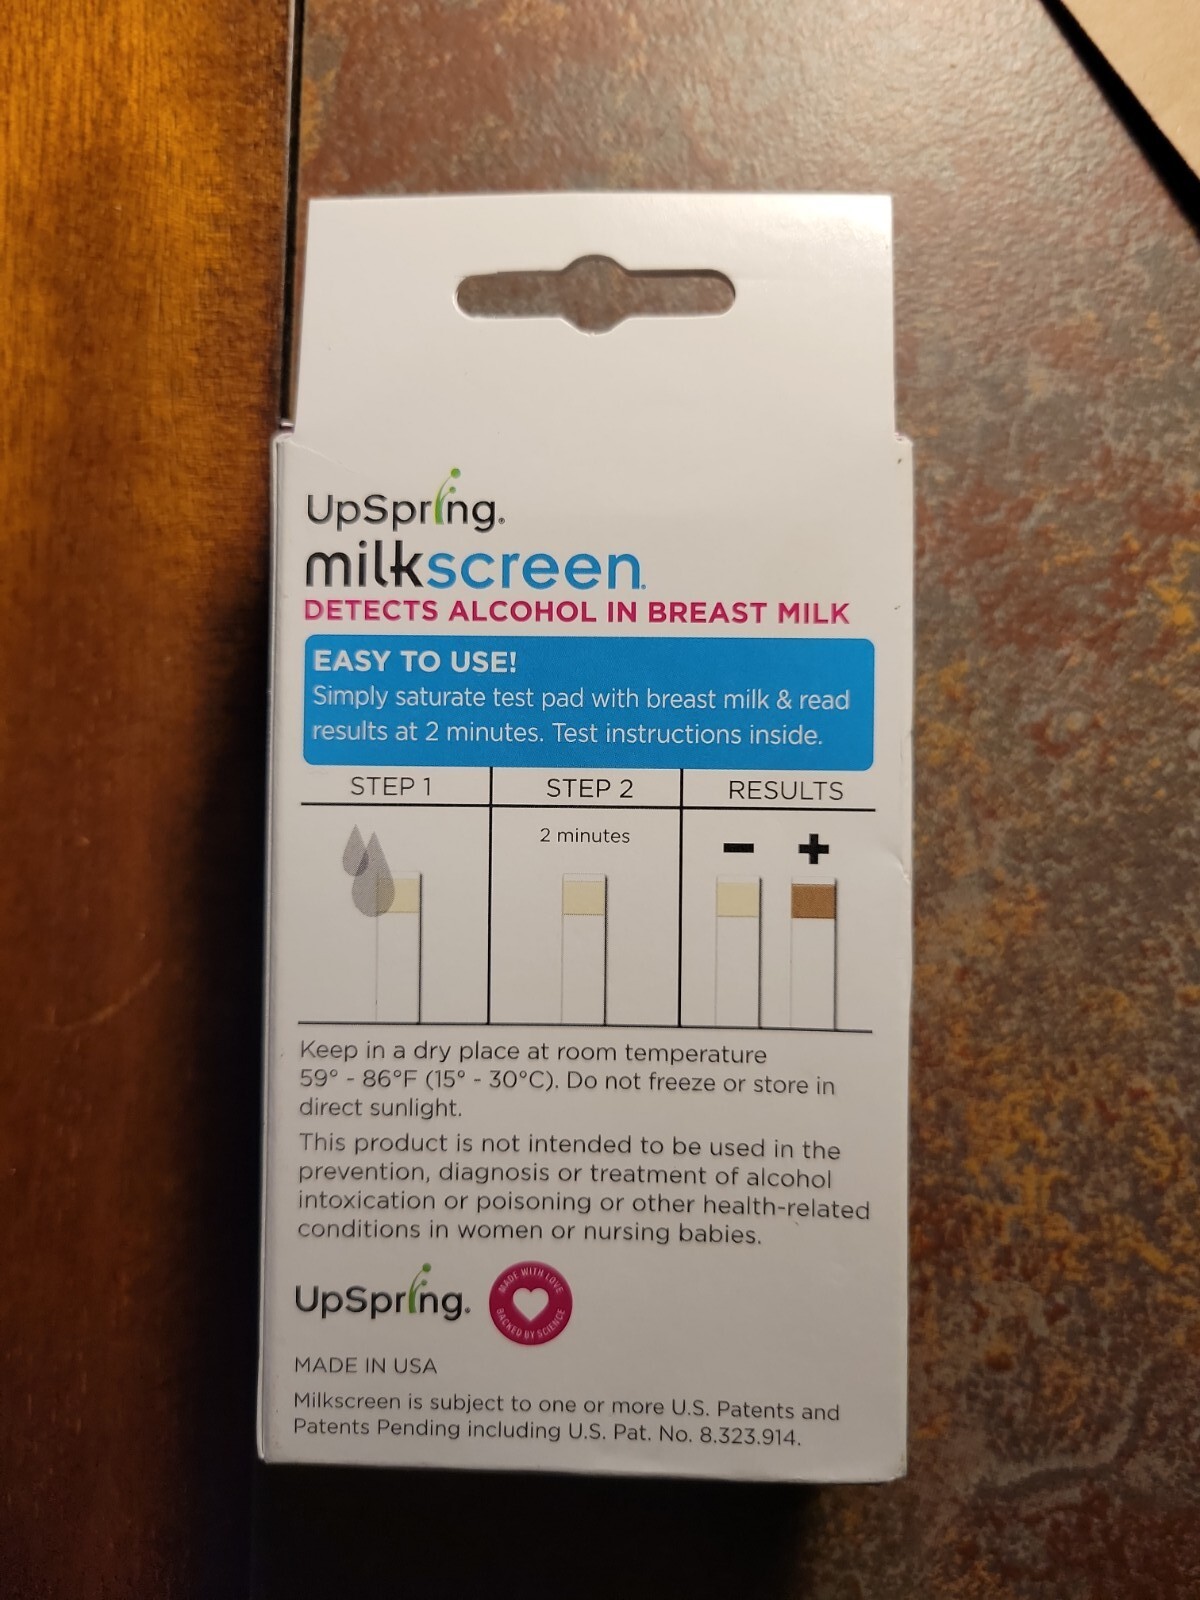 UpSpring®
milkscreen.
DETECTS ALCOHOL IN BREAST MILK
EASY TO USE!
Simply saturate test pad with breast milk & read
results at 2 minutes. Test instructions inside.
STEP 1
STEP 2
RESULTS
2 minutes
− +
Keep in a dry place at room temperature
59° - 86°F (15° - 30°C). Do not freeze or store in
direct sunlight.
This product is not intended to be used in the
prevention, diagnosis or treatment of alcohol
intoxication or poisoning or other health-related
conditions in women or nursing babies.
UpSpring®
MADE WITH LOVE
BACKED BY SCIENCE
MADE IN USA
Milkscreen is subject to one or more U.S. Patents and
Patents Pending including U.S. Pat. No. 8.323.914.